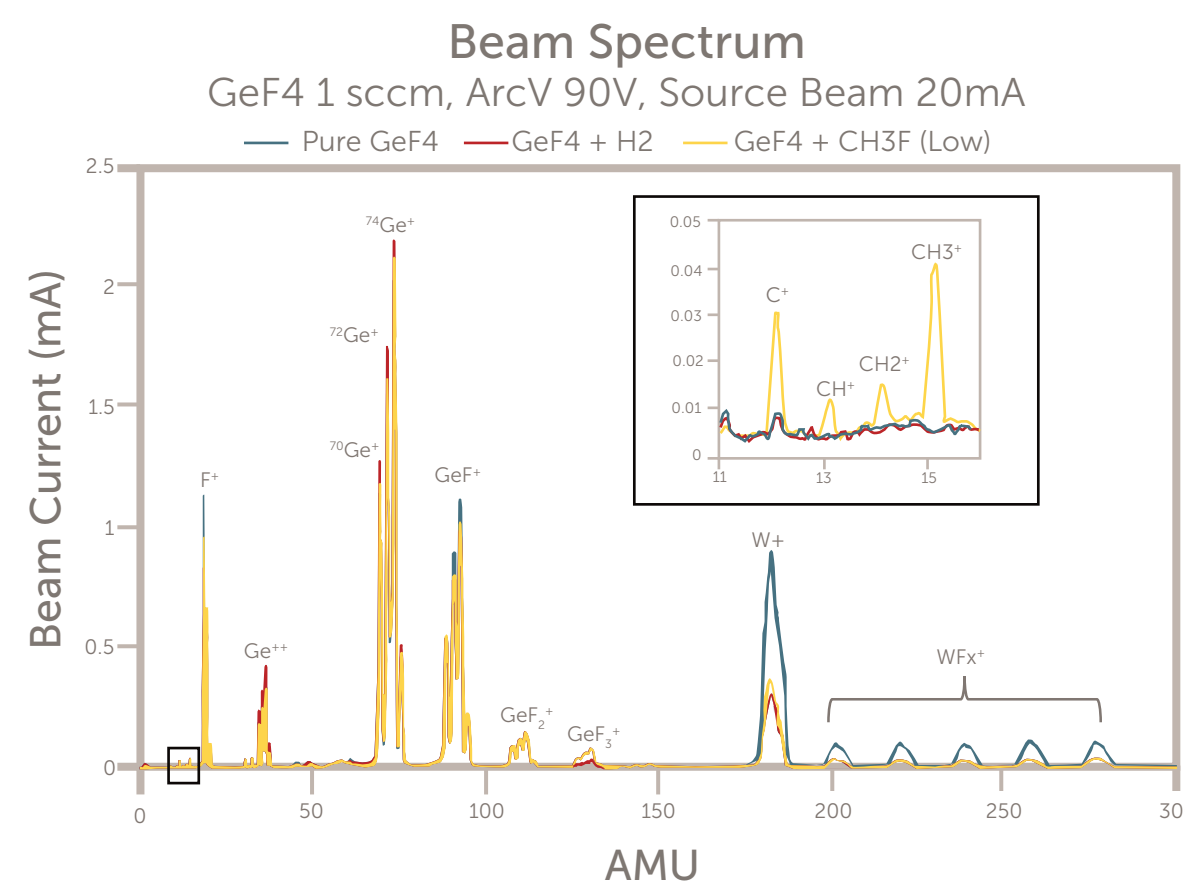 Beam Spectrum
GeF4 1 sccm, ArcV 90V, Source Beam 20mA
Pure GeF4 GeF4 + H2 GeF4 + CH3F (Low)
Beam Current (mA)
2.5
2
1.5
1
0.5
0
F⁺
Ge⁺⁺
⁷⁰Ge⁺
⁷²Ge⁺
⁷⁴Ge⁺
GeF⁺
GeF₂⁺
GeF₃⁺
W+
WFx⁺
0.05
0.04
0.03
0.02
0.01
0
C⁺
CH⁺
CH2⁺
CH3⁺
11 13 15
0 50 100 150 200 250 30
AMU